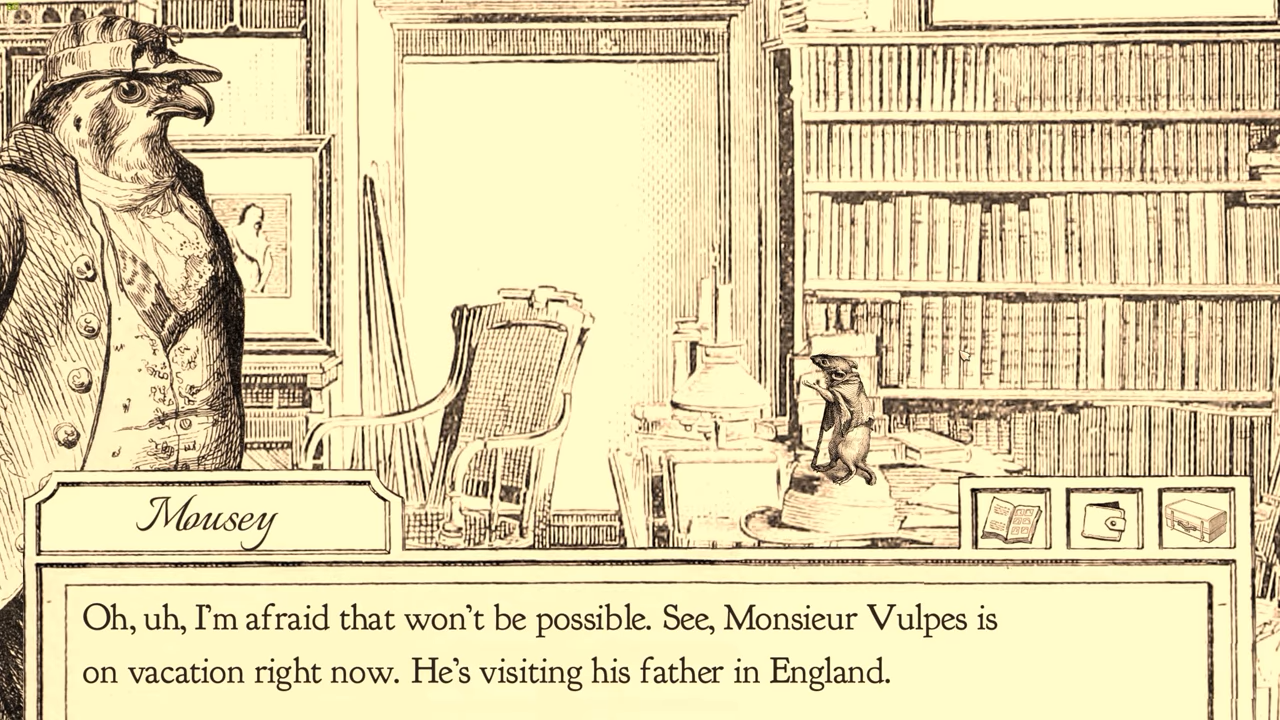 Mousey
Oh, uh, I'm afraid that won't be possible. See, Monsieur Vulpes is
on vacation right now. He's visiting his father in England.